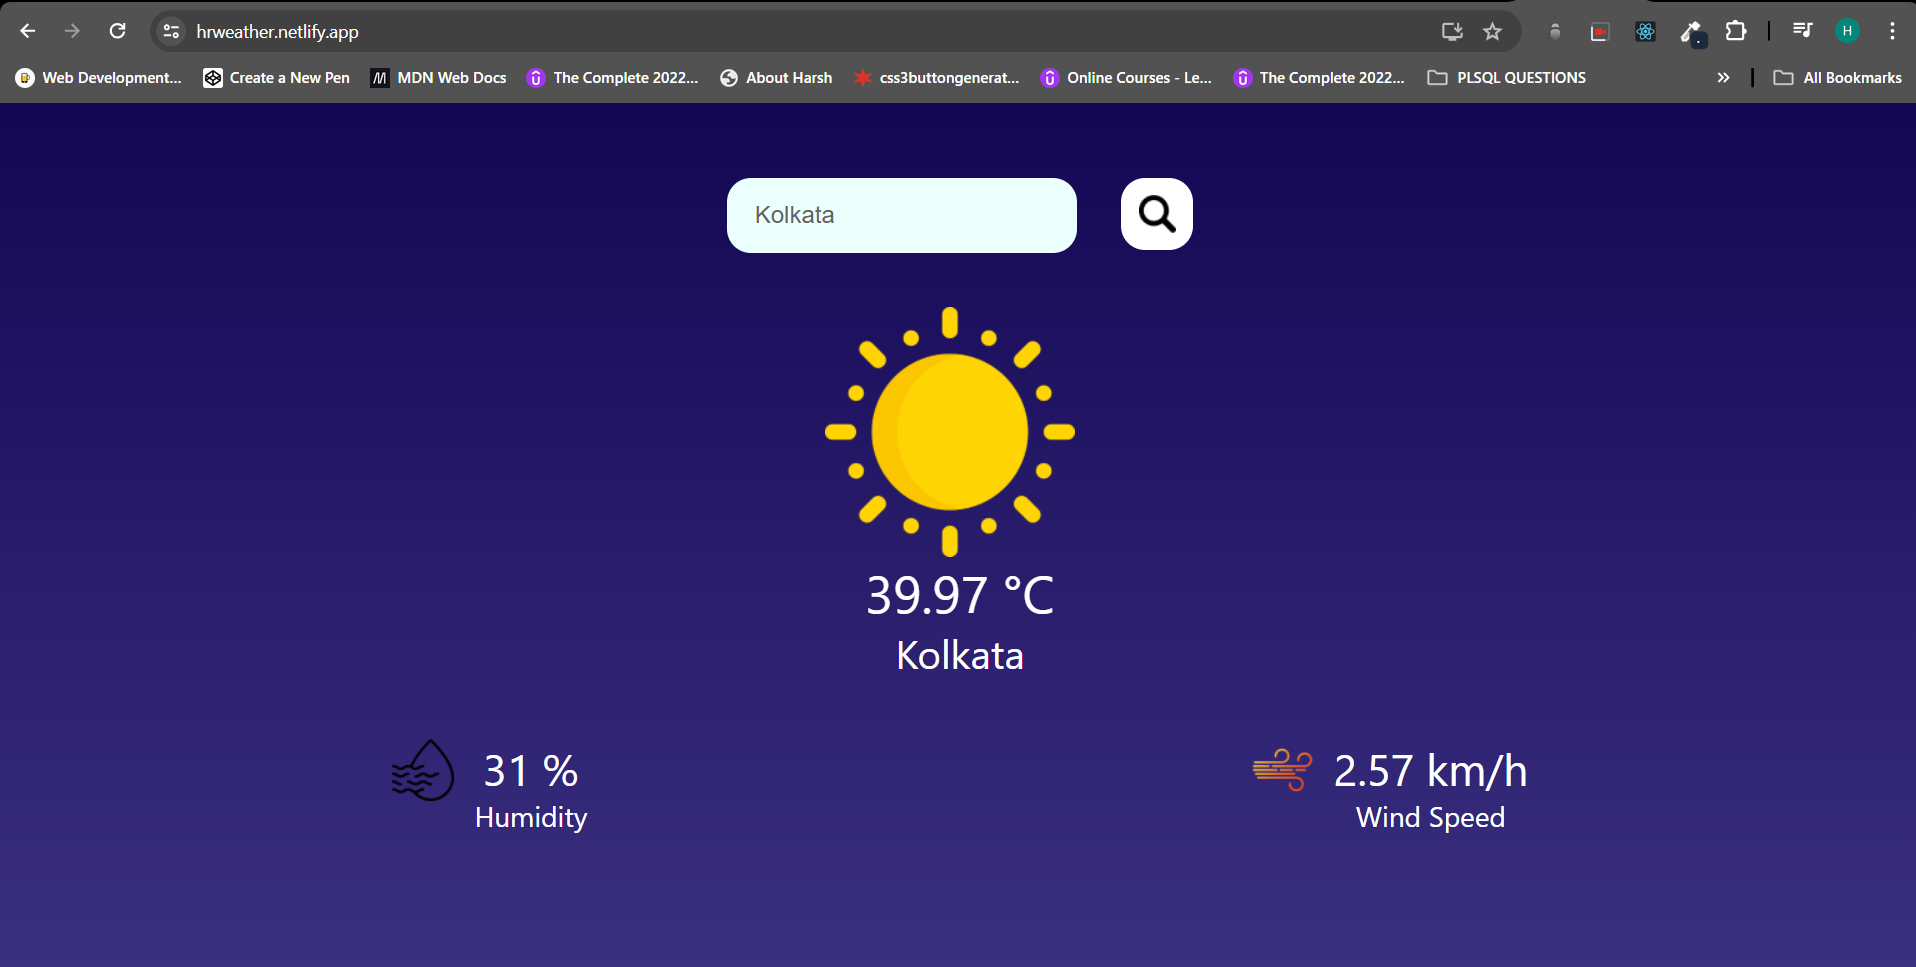 hrweather.netlify.app
H
Web Development...
Create a New Pen
MDN Web Docs
The Complete 2022...
About Harsh
css3buttongenerat...
Online Courses - Le...
The Complete 2022...
PLSQL QUESTIONS
All Bookmarks
Kolkata
39.97 °C
Kolkata
31 %
Humidity
2.57 km/h
Wind Speed